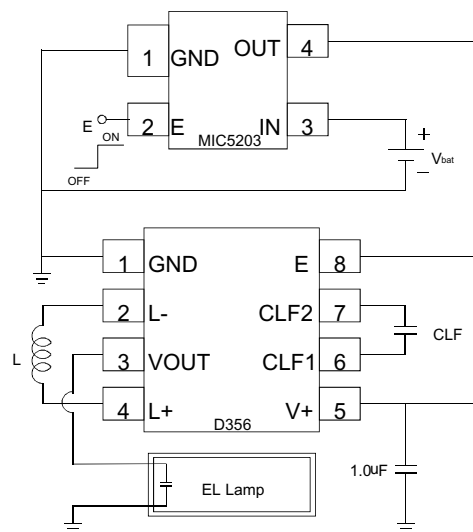 1 GND OUT 4
E 2 E IN 3
ON
OFF
MIC5203
+
Vbat
–
1 GND E 8
2 L- CLF2 7
CLF
L
3 VOUT CLF1 6
4 L+ V+ 5
D356
1.0uF
EL Lamp